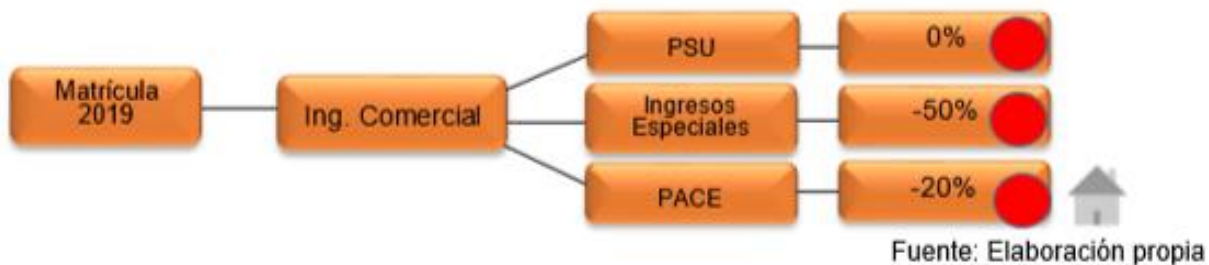 Matrícula
2019
Ing. Comercial
PSU
0%
Ingresos
Especiales
-50%
PACE
-20%
Fuente: Elaboración propia